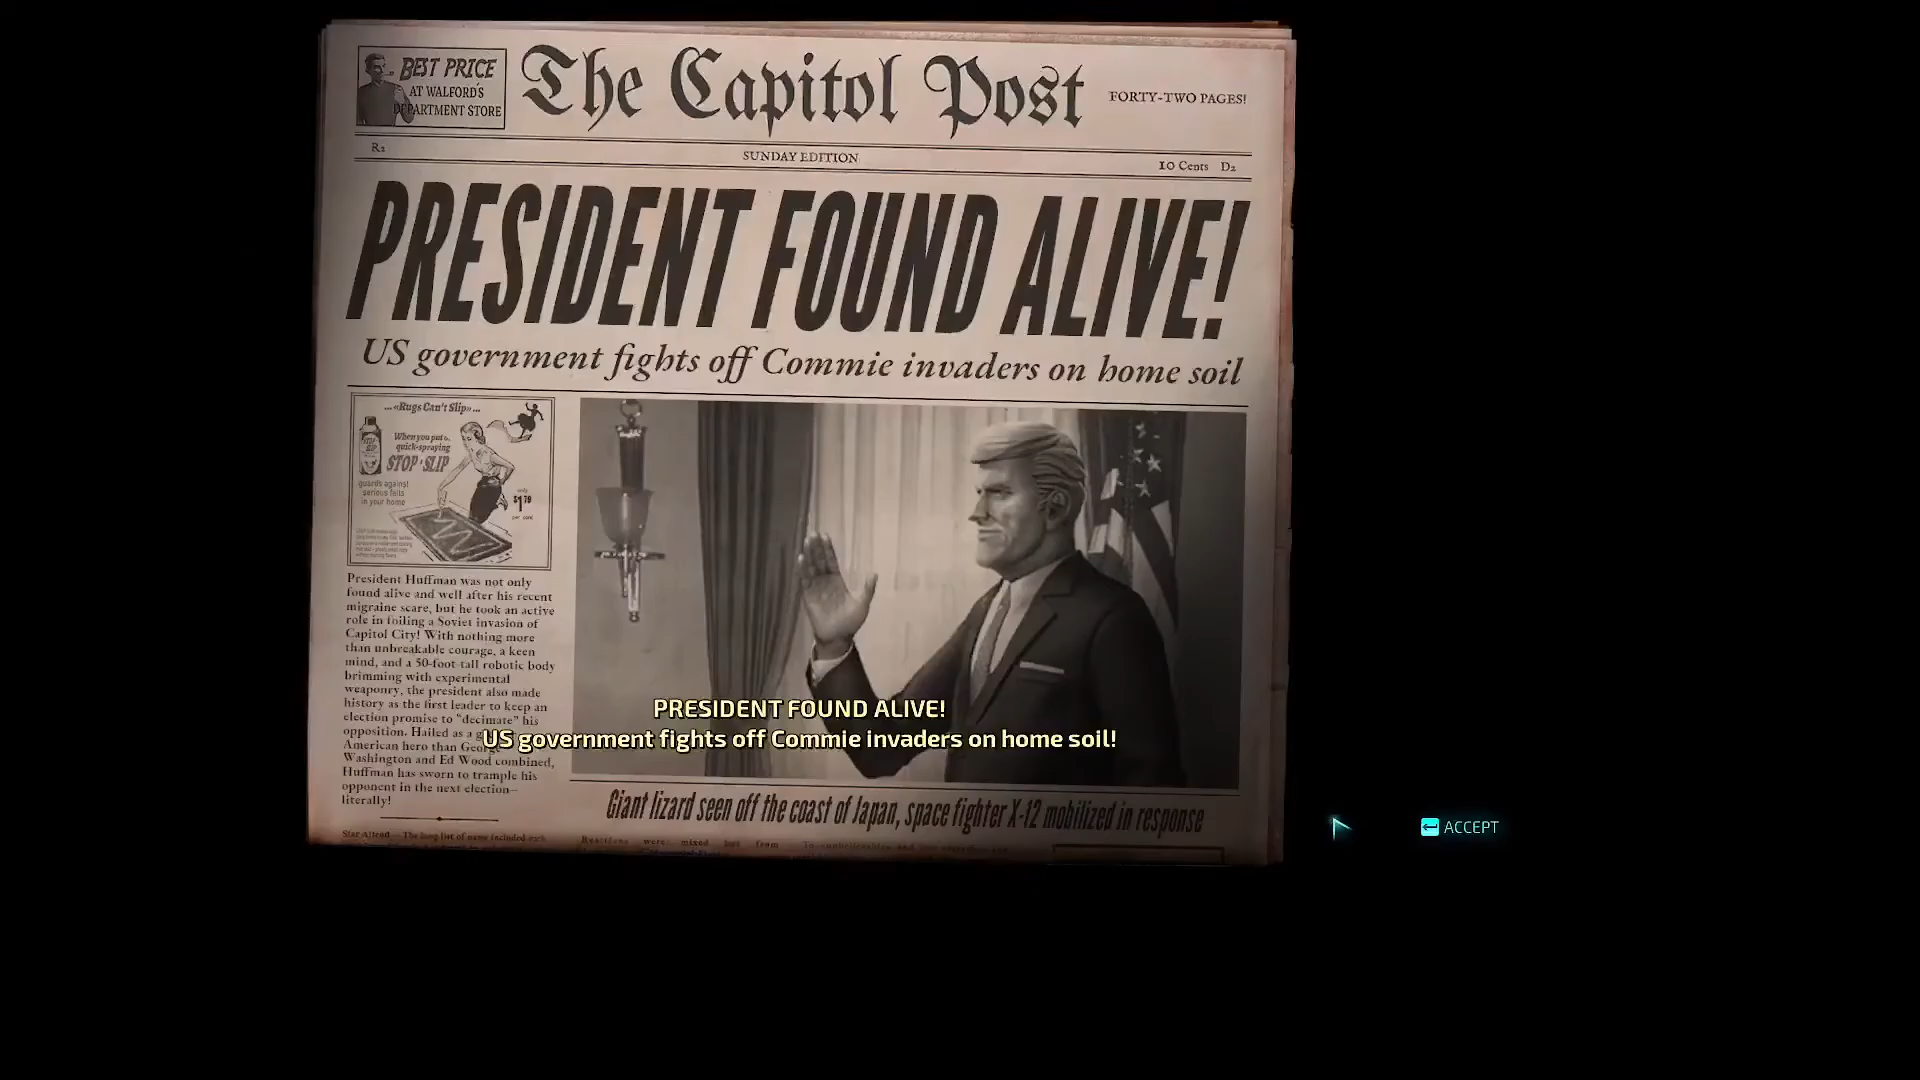 BEST PRICE
AT WALFORD'S
DEPARTMENT STORE
The Capitol Post
FORTY-TWO PAGES!
R2
SUNDAY EDITION
10 Cents D2
PRESIDENT FOUND ALIVE!
US government fights off Commie invaders on home soil
...«Rugs Can't Slip»...
When you put a
quick-spraying
STOP·SLIP
guards against
serious falls
in your home
only
$1.79
per can!
President Huffman was not only
found alive and well after his recent
migraine scare, but he took an active
role in foiling a Soviet invasion of
Capitol City! With nothing more
than unbreakable courage, a keen
mind, and a 50-foot-tall robotic body
brimming with experimental
weaponry, the president also made
history as the first leader to keep an
election promise to "decimate" his
opposition. Hailed as a
American hero than
Washington and Ed Wood combined,
Huffman has sworn to trample his
opponent in the next election—
literally!
PRESIDENT FOUND ALIVE!
US government fights off Commie invaders on home soil!
Giant lizard seen off the coast of Japan, space fighter X-12 mobilized in response
ACCEPT